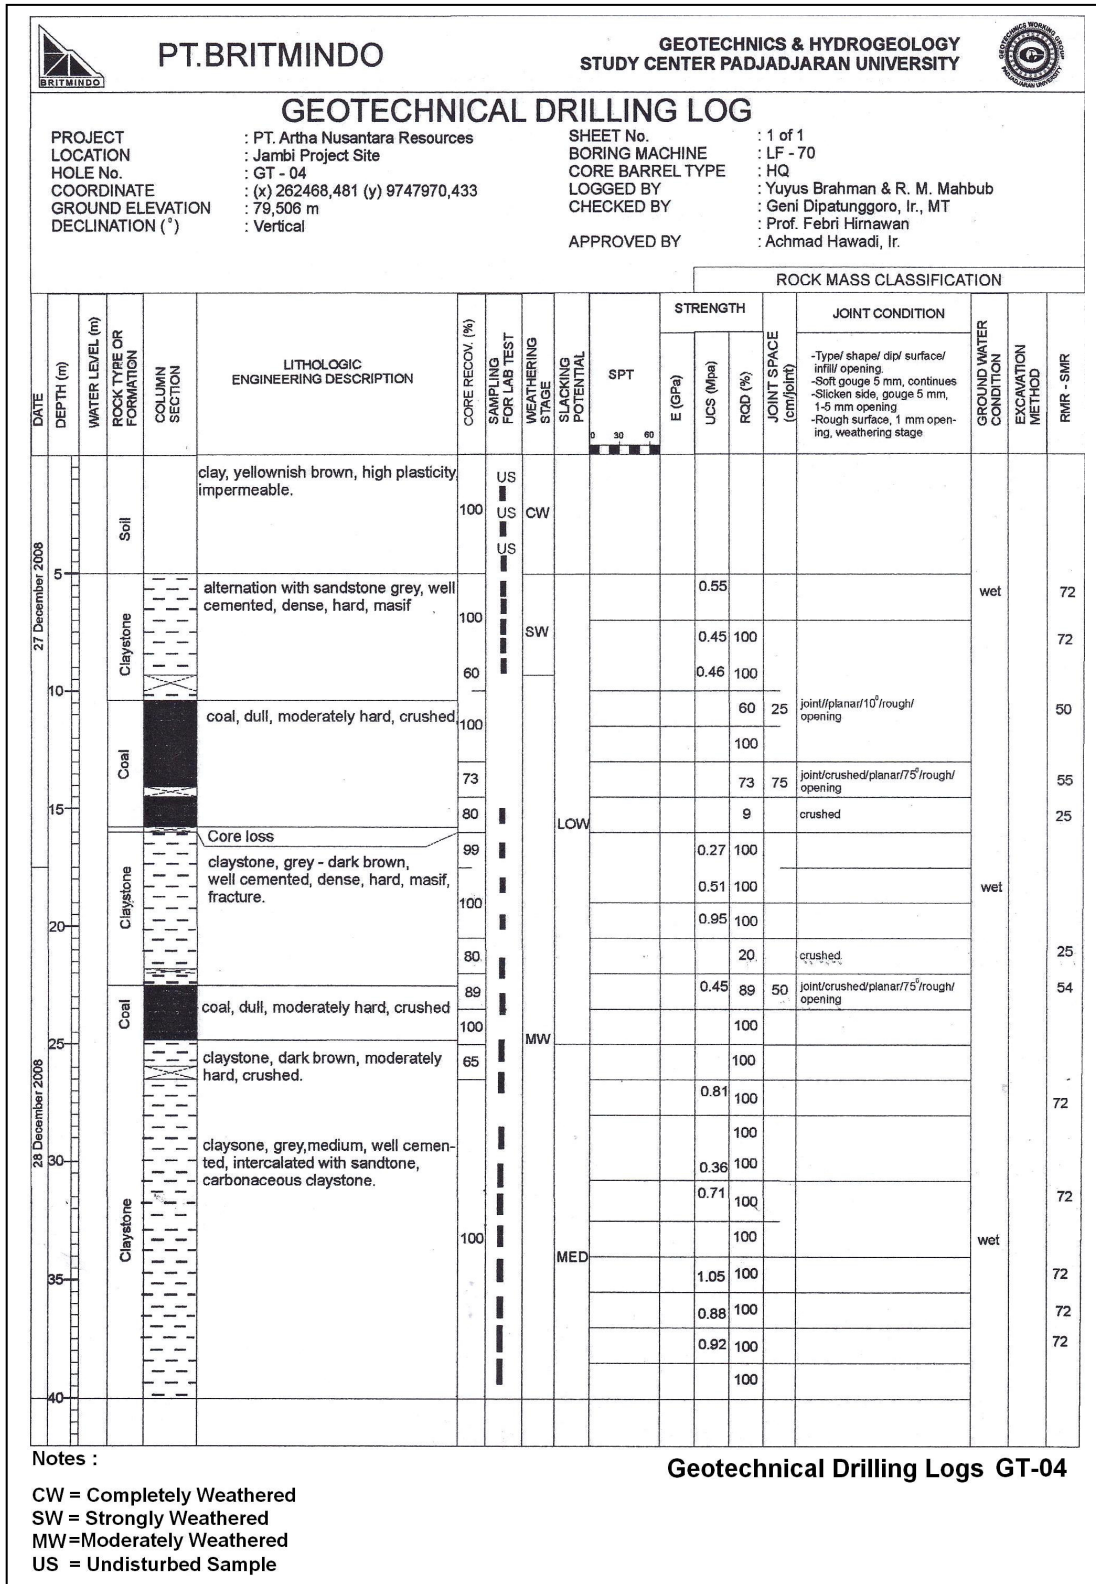 BRITMINDO
PT.BRITMINDO
GEOTECHNICS & HYDROGEOLOGY
STUDY CENTER PADJADJARAN UNIVERSITY
GEOTECHNICS WORKING GROUP
PADJADJARAN UNIVERSITY
GEOTECHNICAL DRILLING LOG
PROJECT : PT. Artha Nusantara Resources
LOCATION : Jambi Project Site
HOLE No. : GT - 04
COORDINATE : (x) 262468,481 (y) 9747970,433
GROUND ELEVATION : 79,506 m
DECLINATION (°) : Vertical
SHEET No. : 1 of 1
BORING MACHINE : LF - 70
CORE BARREL TYPE : HQ
LOGGED BY : Yuyus Brahman & R. M. Mahbub
CHECKED BY : Geni Dipatunggoro, Ir., MT
: Prof. Febri Hirnawan
APPROVED BY : Achmad Hawadi, Ir.
ROCK MASS CLASSIFICATION
DATE
DEPTH (m)
WATER LEVEL (m)
ROCK TYPE OR
FORMATION
COLUMN
SECTION
LITHOLOGIC
ENGINEERING DESCRIPTION
CORE RECOV. (%)
SAMPLING
FOR LAB TEST
WEATHERING
STAGE
SLACKING
POTENTIAL
SPT
0 30 60
STRENGTH
E (GPa)
UCS (Mpa)
RQD (%)
JOINT SPACE
(cm/joint)
JOINT CONDITION
-Type/ shape/ dip/ surface/
infill/ opening.
-Soft gouge 5 mm, continues
-Slicken side, gouge 5 mm,
1-5 mm opening
-Rough surface, 1 mm open-
ing, weathering stage
GROUND WATER
CONDITION
EXCAVATION
METHOD
RMR - SMR
27 December 2008
28 December 2008
5
10
15
20
25
30
35
40
Soil
Claystone
Coal
Claystone
Coal
Claystone
clay, yellownish brown, high plasticity,
impermeable.
alternation with sandstone grey, well
cemented, dense, hard, masif
coal, dull, moderately hard, crushed
Core loss
claystone, grey - dark brown,
well cemented, dense, hard, masif,
fracture.
coal, dull, moderately hard, crushed
claystone, dark brown, moderately
hard, crushed.
claysone, grey,medium, well cemen-
ted, intercalated with sandtone,
carbonaceous claystone.
100
100
60
100
73
80
99
100
80
89
100
65
100
US
US
US
CW
SW
MW
LOW
MED
0.55
0.45 100
0.46 100
60 25 joint//planar/10°/rough/
opening
100
73 75 joint/crushed/planar/75°/rough/
opening
9 crushed
0.27 100
0.51 100
0.95 100
20 crushed
0.45 89 50 joint/crushed/planar/75°/rough/
opening
100
100
0.81 100
100
0.36 100
0.71 100
100
1.05 100
0.88 100
0.92 100
100
wet
wet
wet
72
72
50
55
25
25
54
72
72
72
72
72
Notes :
Geotechnical Drilling Logs GT-04
CW = Completely Weathered
SW = Strongly Weathered
MW =Moderately Weathered
US = Undisturbed Sample